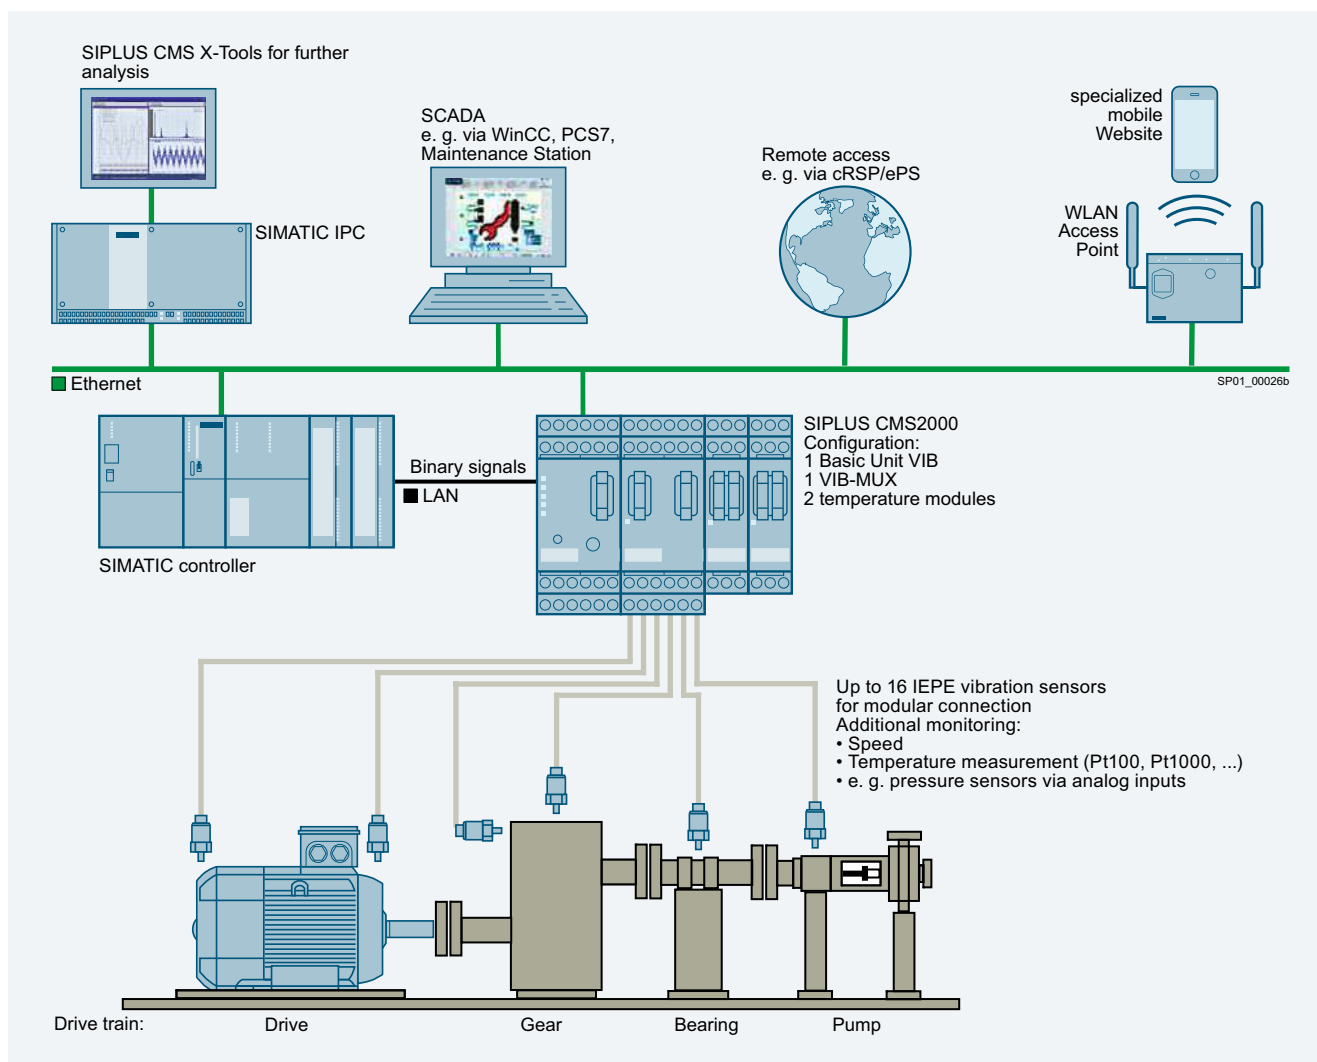 SIPLUS CMS X-Tools for further
analysis
SCADA
e. g. via WinCC, PCS7,
Maintenance Station
Remote access
e. g. via cRSP/ePS
specialized
mobile
Website
SIMATIC IPC
WLAN
Access
Point
Ethernet
SP01_00026b
Binary signals
LAN
SIMATIC controller
SIPLUS CMS2000
Configuration:
1 Basic Unit VIB
1 VIB-MUX
2 temperature modules
Up to 16 IEPE vibration sensors
for modular connection
Additional monitoring:
• Speed
• Temperature measurement (Pt100, Pt1000, ...)
• e. g. pressure sensors via analog inputs
Drive train:
Drive
Gear
Bearing
Pump